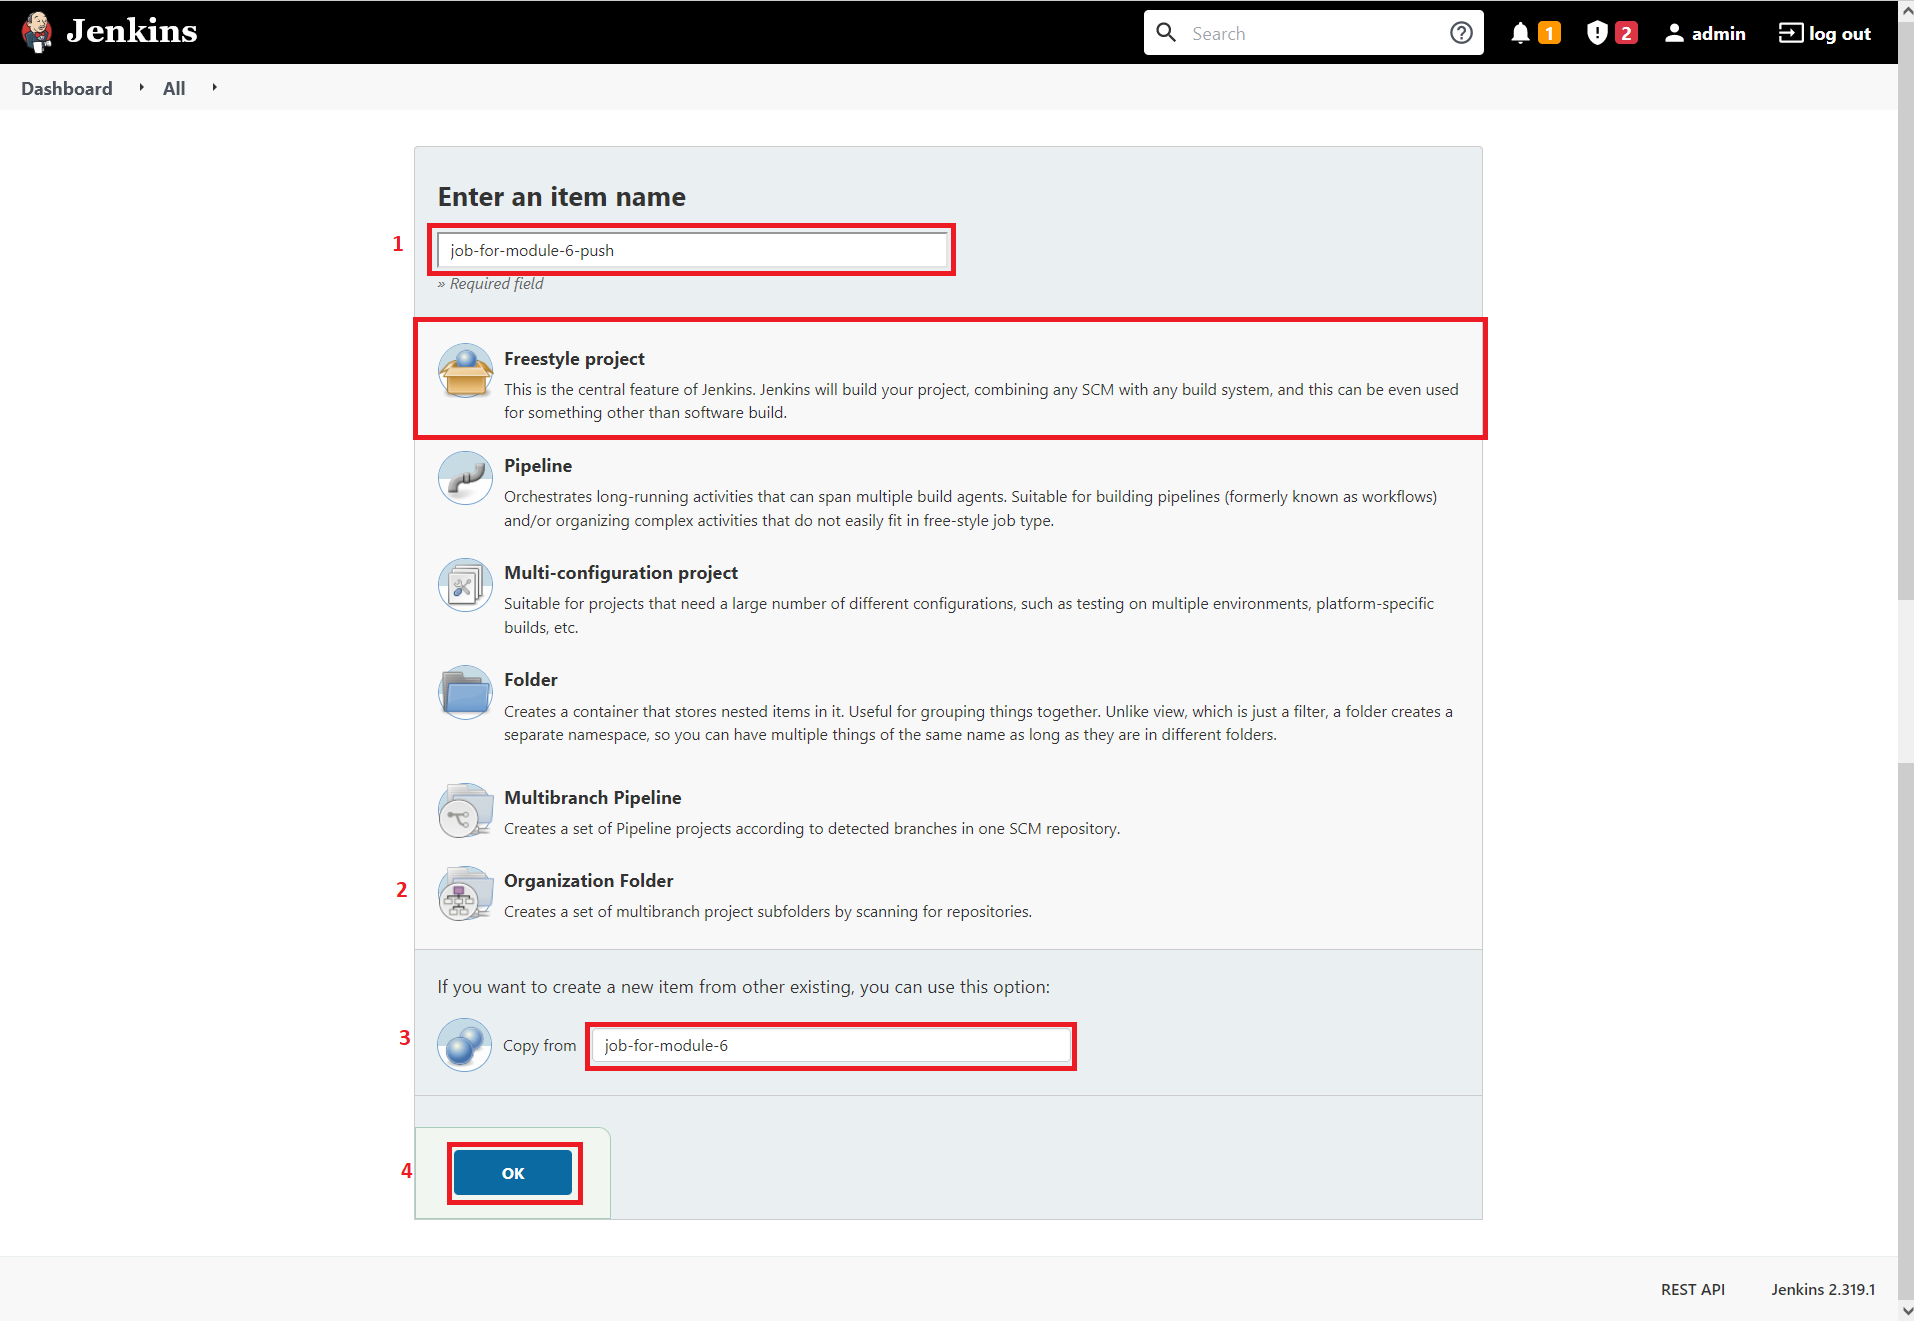 Jenkins
Search
1
2
admin
log out
Dashboard
All
Enter an item name
1
job-for-module-6-push
» Required field
Freestyle project
This is the central feature of Jenkins. Jenkins will build your project, combining any SCM with any build system, and this can be even used
for something other than software build.
Pipeline
Orchestrates long-running activities that can span multiple build agents. Suitable for building pipelines (formerly known as workflows)
and/or organizing complex activities that do not easily fit in free-style job type.
Multi-configuration project
Suitable for projects that need a large number of different configurations, such as testing on multiple environments, platform-specific
builds, etc.
Folder
Creates a container that stores nested items in it. Useful for grouping things together. Unlike view, which is just a filter, a folder creates a
separate namespace, so you can have multiple things of the same name as long as they are in different folders.
Multibranch Pipeline
Creates a set of Pipeline projects according to detected branches in one SCM repository.
2
Organization Folder
Creates a set of multibranch project subfolders by scanning for repositories.
If you want to create a new item from other existing, you can use this option:
3
Copy from
job-for-module-6
4
OK
REST API
Jenkins 2.319.1